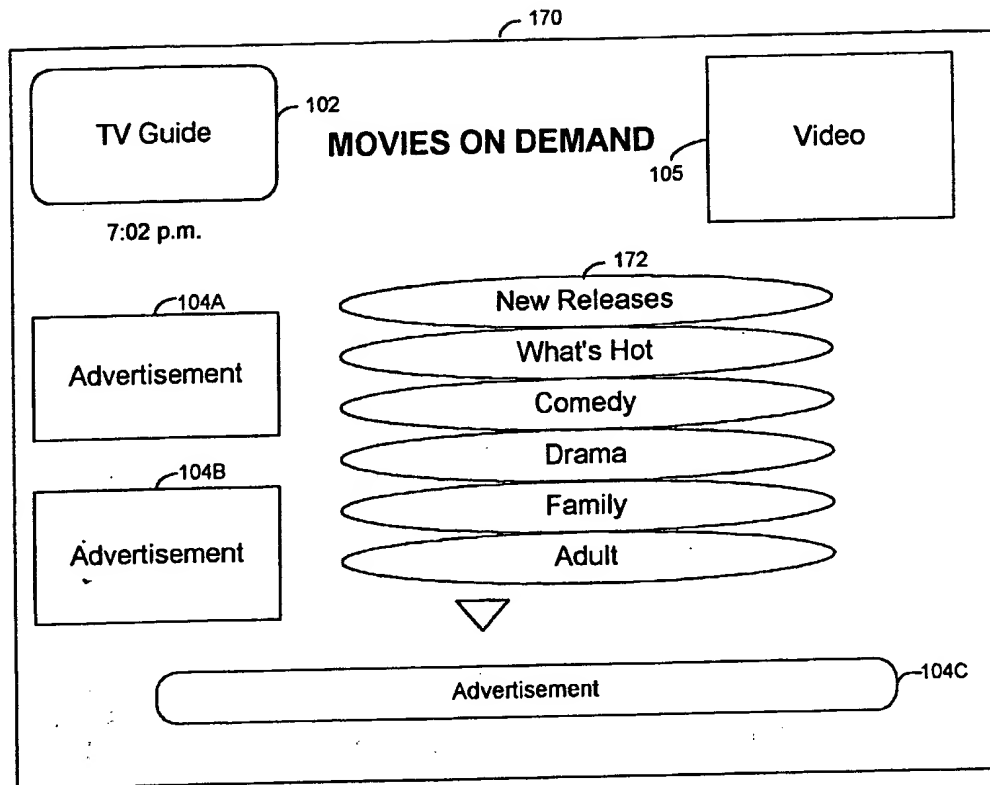 170
TV Guide
102
MOVIES ON DEMAND
105
Video
7:02 p.m.
172
New Releases
104A
Advertisement
What's Hot
Comedy
Drama
104B
Advertisement
Family
Adult
Advertisement
104C